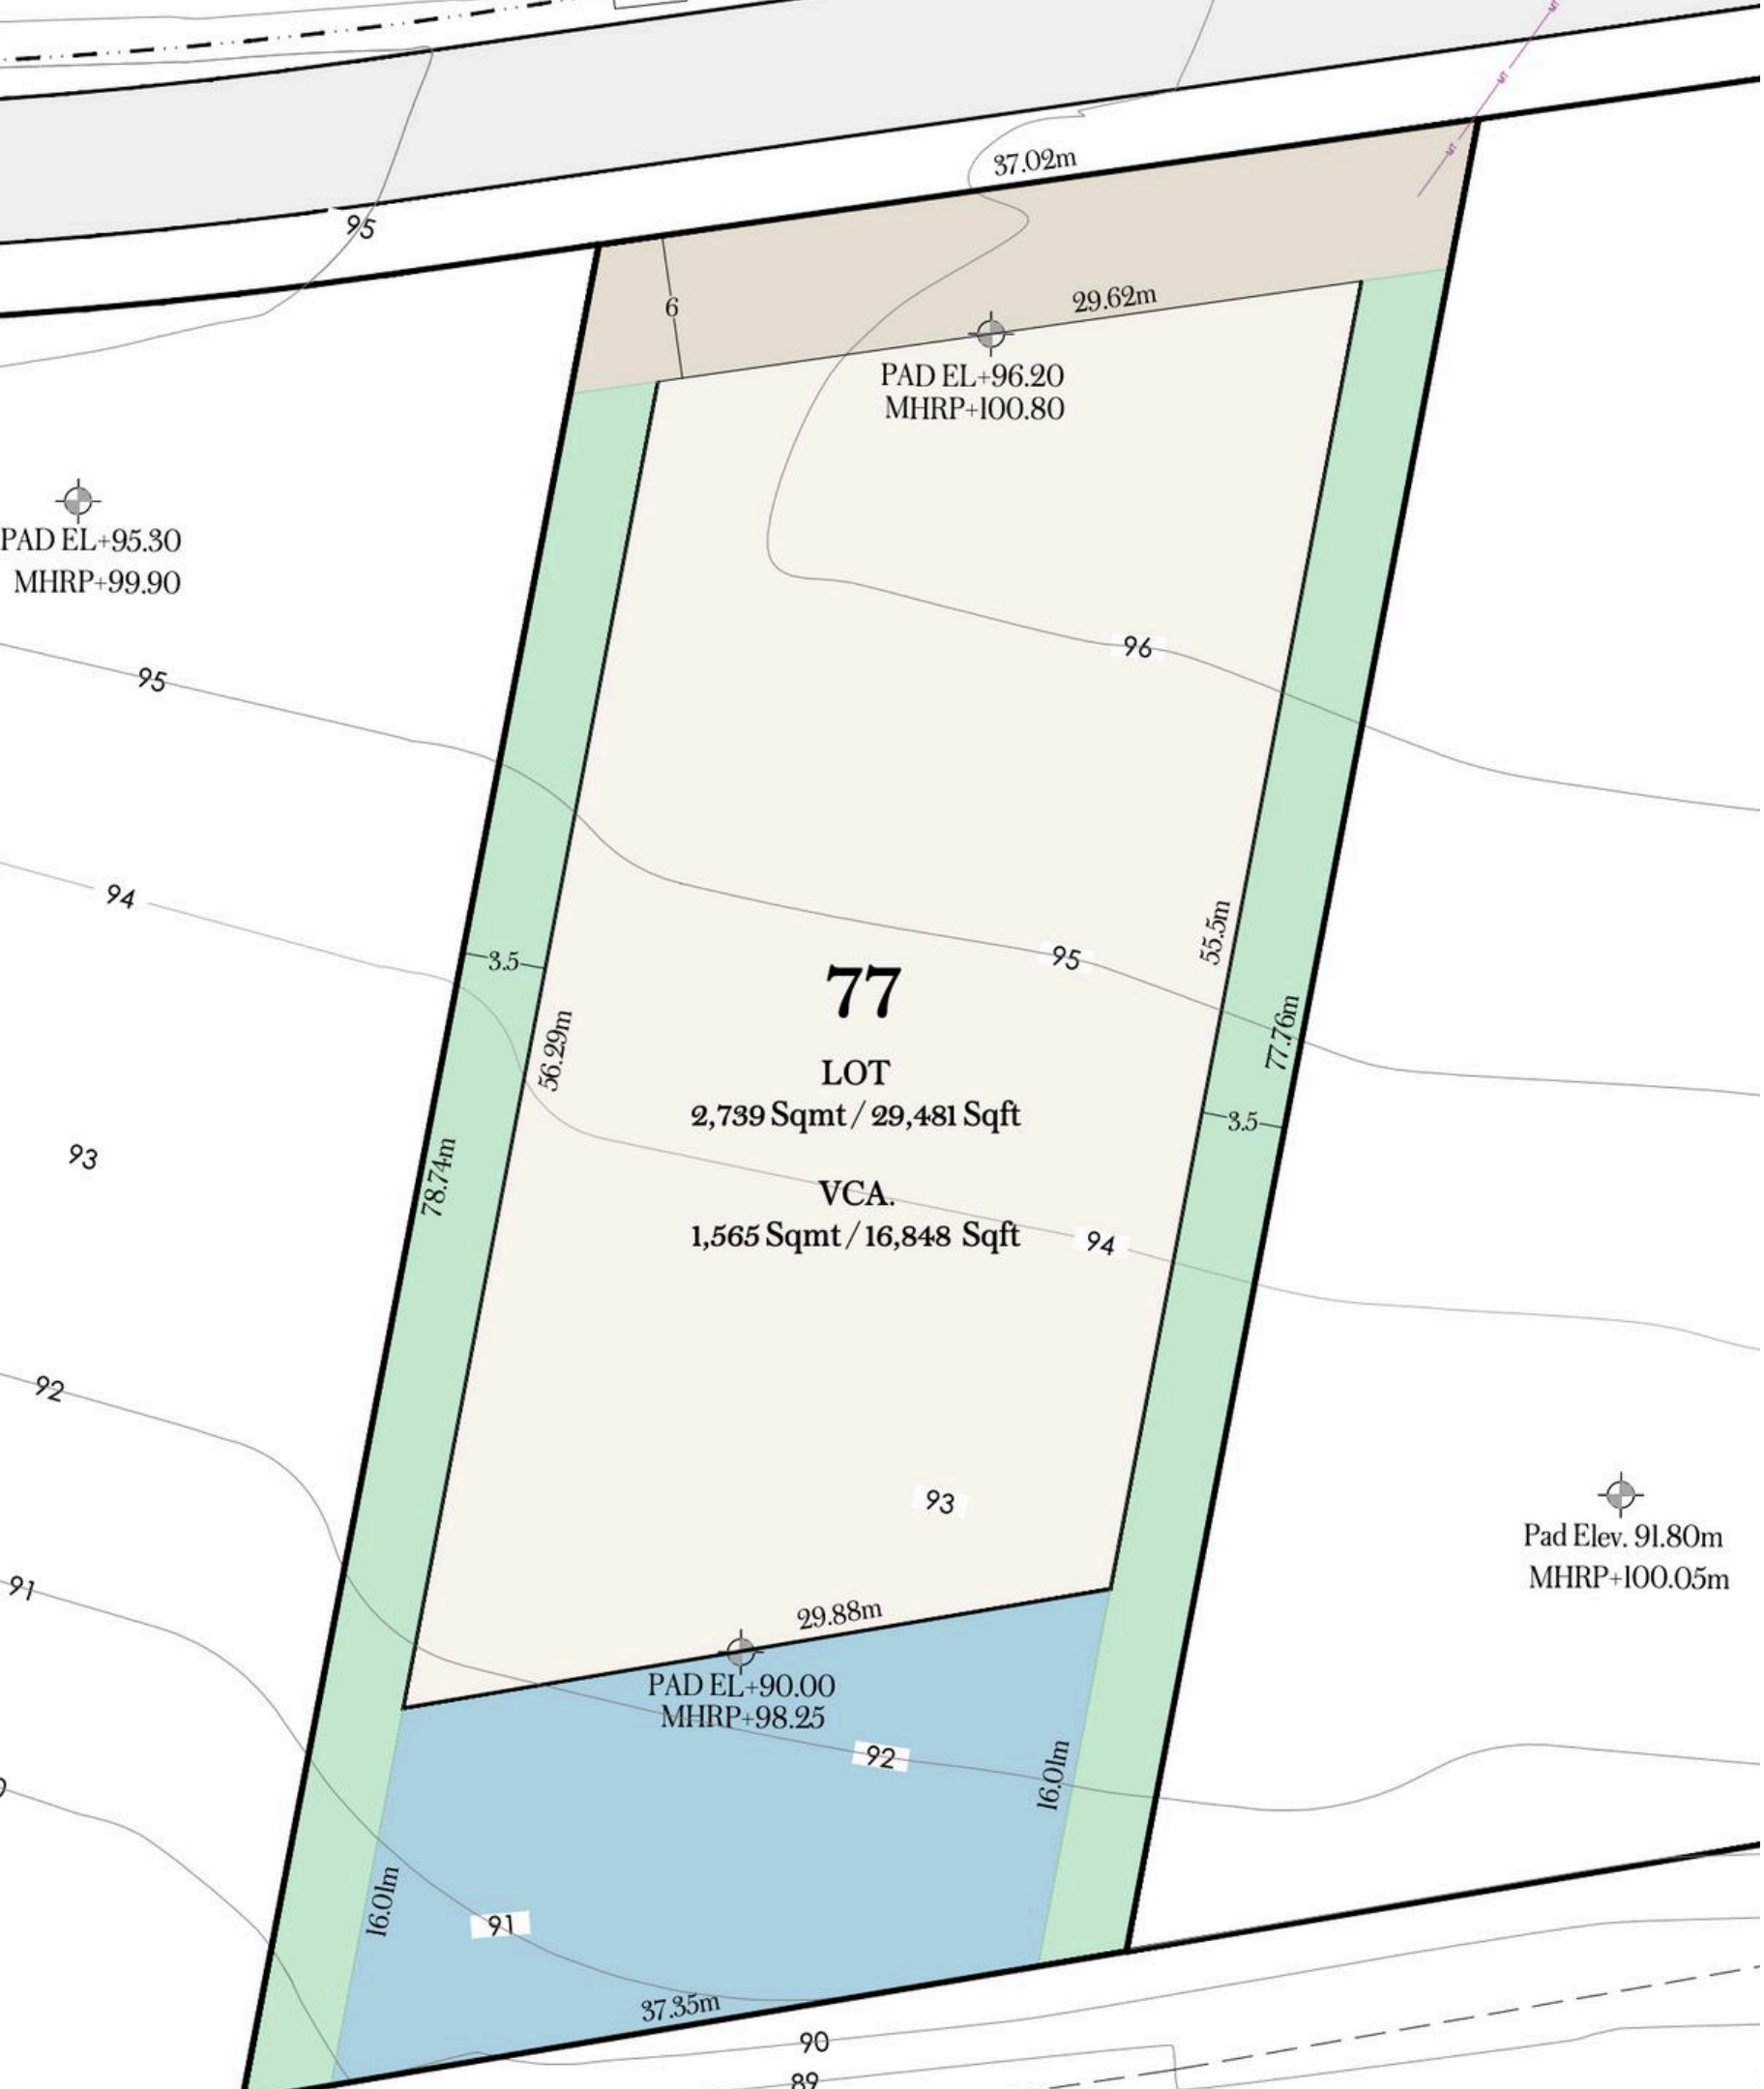 MT
MT
MT
37.02m
95
6
29.62m
PAD EL+96.20
MHRP+100.80
PAD EL+95.30
MHRP+99.90
96
95
94
3.5
95
55.5m
77
56.29m
77.76m
LOT
2,739 Sqmt / 29,481 Sqft
3.5
93
78.74m
VCA.
1,565 Sqmt / 16,848 Sqft
94
92
93
Pad Elev. 91.80m
MHRP+100.05m
91
29.88m
PAD EL+90.00
MHRP+98.25
92
16.01m
16.01m
91
37.35m
90
89